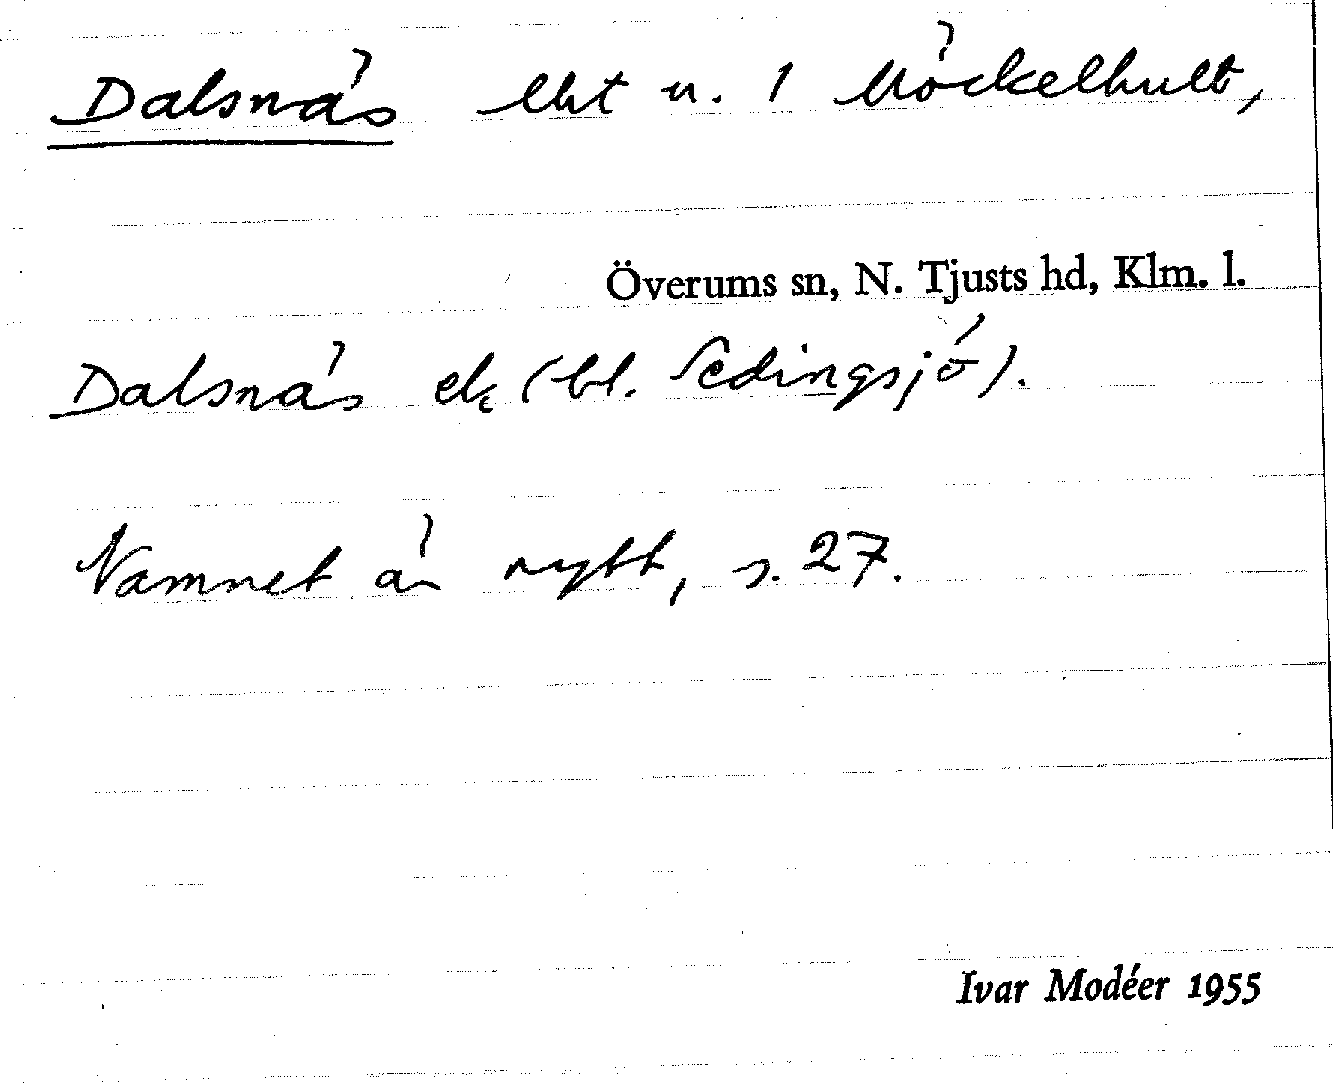 Dalsnäs lht u. 1 Möckelhult,
Överums sn, N. Tjusts hd, Klm. l.
Dalsnäs ek (bl. Sedingsjö).
Namnet är nytt, s. 27.
Ivar Modéer 1955